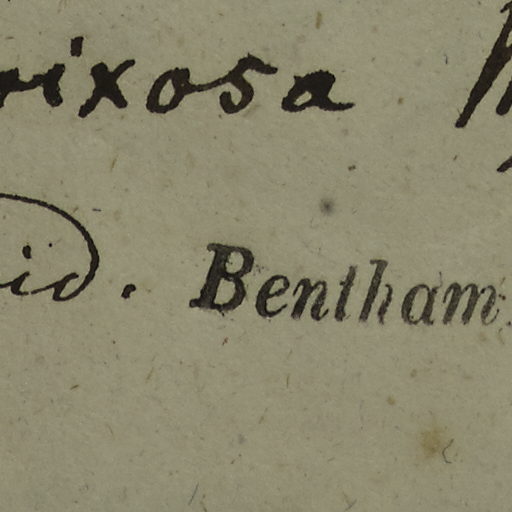 rixosa
id. Bentham